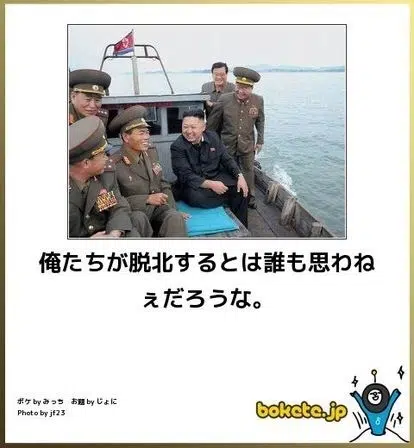 俺たちが脱北するとは誰も思わね
ぇだろうな。
ボケ by みっち　お題 by じょに
Photo by jf23
bokete.jp